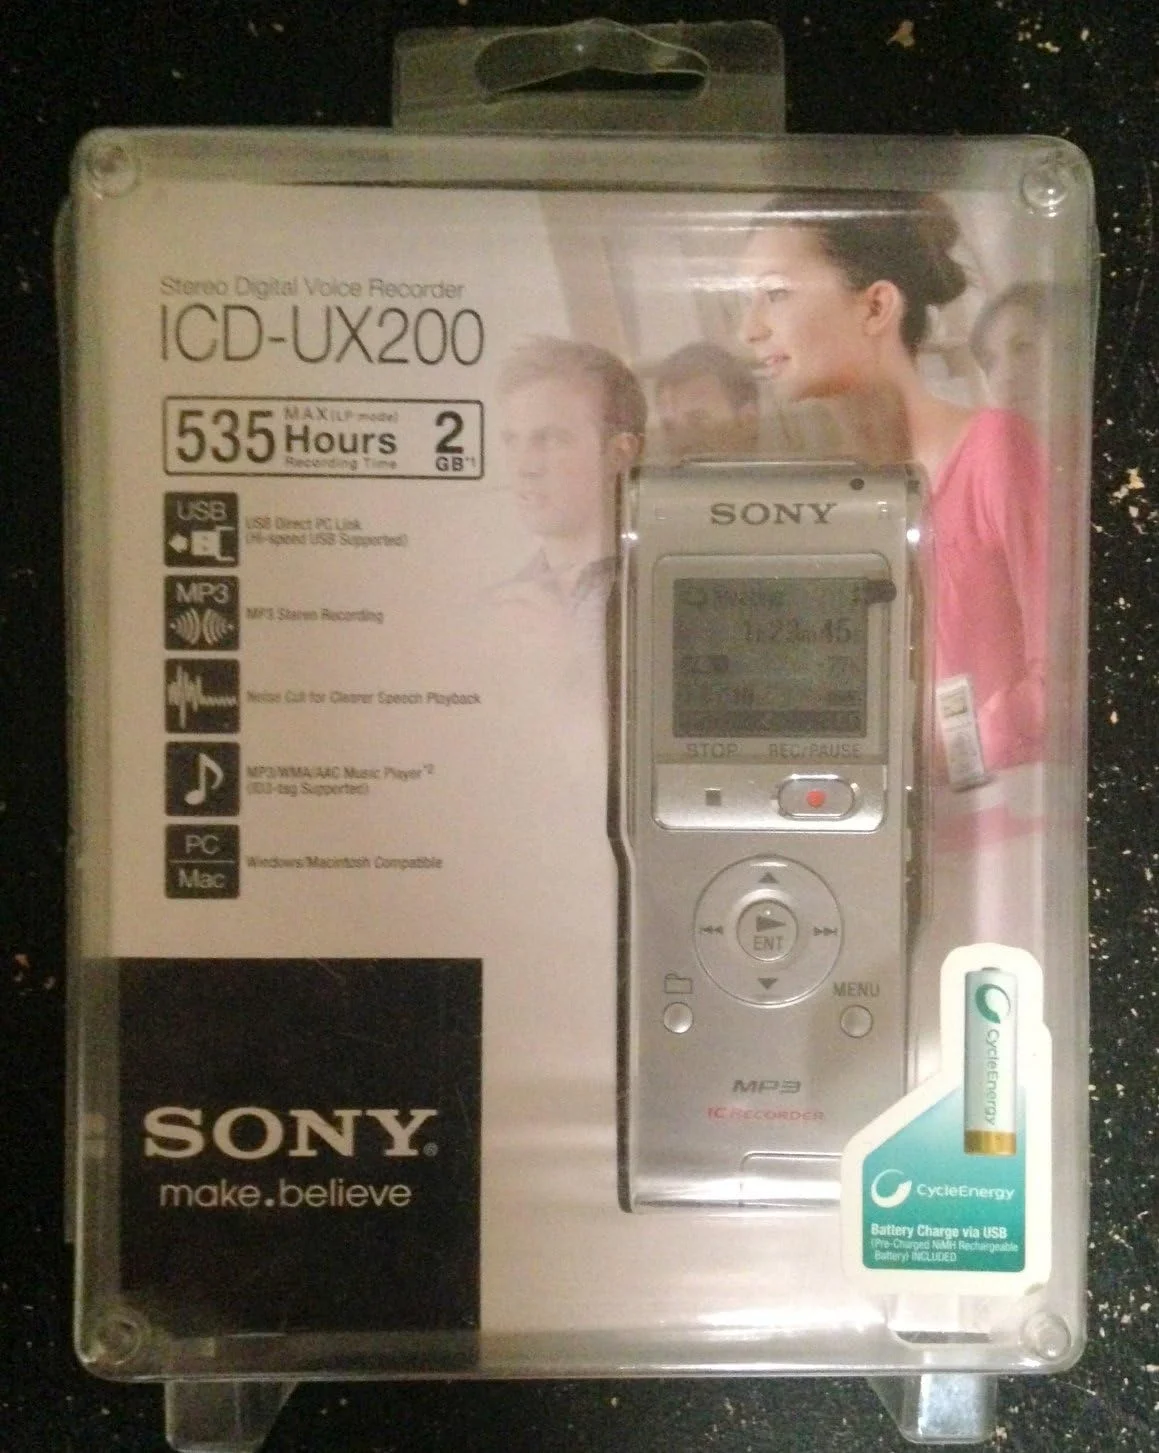 Stereo Digital Voice Recorder
ICD-UX200
535 MAX (LP mode) Hours Recording Time 2 GB*1
USB
USB Direct PC Link
(Hi-speed USB Supported)
MP3
MP3 Stereo Recording
Noise Cut for Clearer Speech Playback
MP3/WMA/AAC Music Player*2
(ID3-tag Supported)
PC
Mac
Windows/Macintosh Compatible
SONY®
make.believe
SONY
1h23m45s
77%
STOP REC/PAUSE
ENT
MENU
MP3
IC RECORDER
CycleEnergy
CycleEnergy
Battery Charge via USB
(Pre-Charged NiMH Rechargeable
Battery) INCLUDED